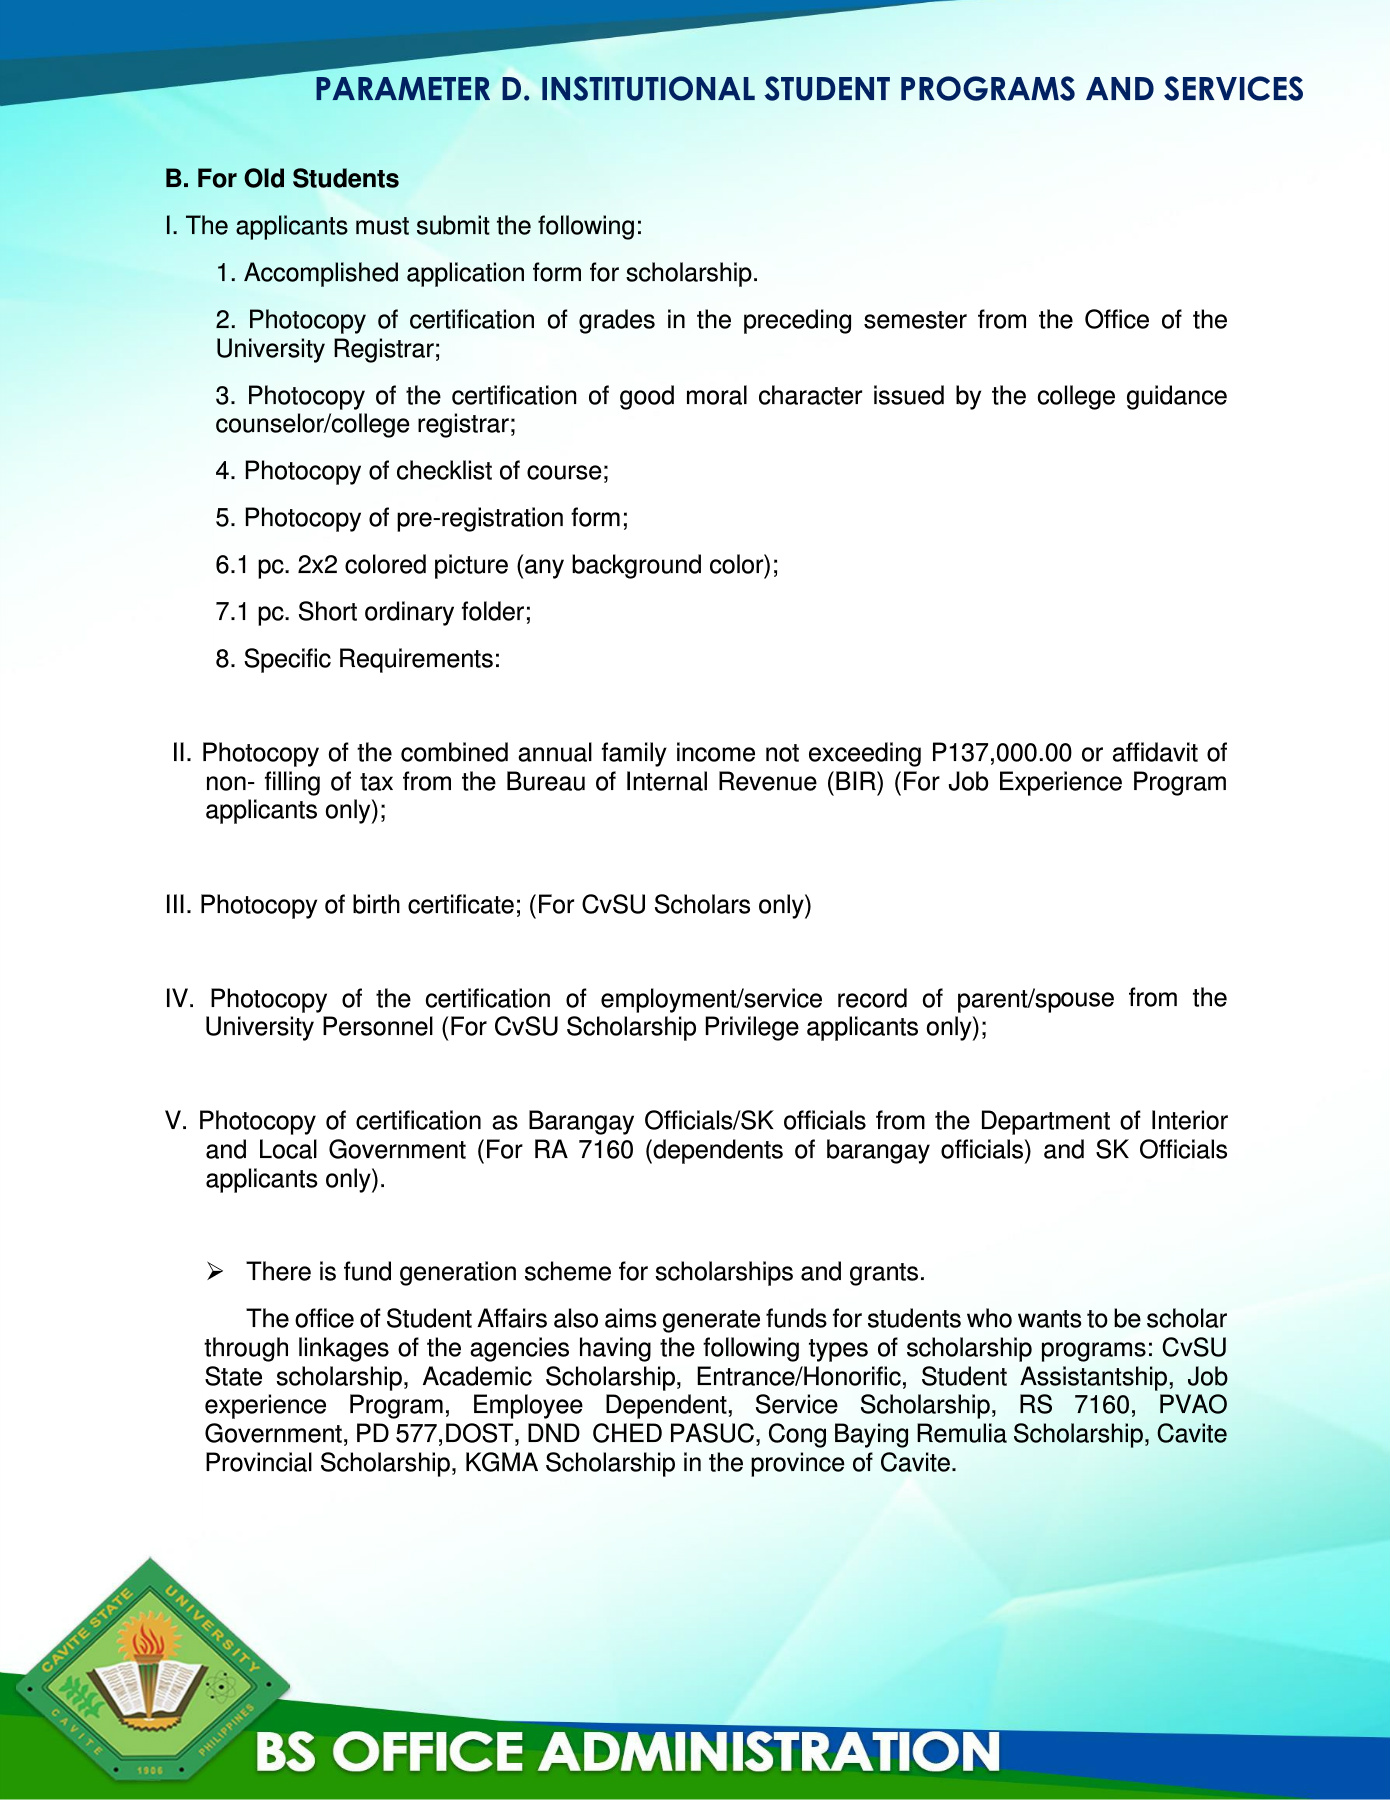 PARAMETER D. INSTITUTIONAL STUDENT PROGRAMS AND SERVICES
B. For Old Students
I. The applicants must submit the following:
1. Accomplished application form for scholarship.
2. Photocopy of certification of grades in the preceding semester from the Office of the
University Registrar;
3. Photocopy of the certification of good moral character issued by the college guidance
counselor/college registrar;
4. Photocopy of checklist of course;
5. Photocopy of pre-registration form;
6.1 pc. 2x2 colored picture (any background color);
7.1 pc. Short ordinary folder;
8. Specific Requirements:
II. Photocopy of the combined annual family income not exceeding P137,000.00 or affidavit of
non- filling of tax from the Bureau of Internal Revenue (BIR) (For Job Experience Program
applicants only);
III. Photocopy of birth certificate; (For CvSU Scholars only)
IV. Photocopy of the certification of employment/service record of parent/spouse from the
University Personnel (For CvSU Scholarship Privilege applicants only);
V. Photocopy of certification as Barangay Officials/SK officials from the Department of Interior
and Local Government (For RA 7160 (dependents of barangay officials) and SK Officials
applicants only).
➢ There is fund generation scheme for scholarships and grants.
The office of Student Affairs also aims generate funds for students who wants to be scholar
through linkages of the agencies having the following types of scholarship programs: CvSU
State scholarship, Academic Scholarship, Entrance/Honorific, Student Assistantship, Job
experience Program, Employee Dependent, Service Scholarship, RS 7160, PVAO
Government, PD 577,DOST, DND CHED PASUC, Cong Baying Remulia Scholarship, Cavite
Provincial Scholarship, KGMA Scholarship in the province of Cavite.
CAVITE STATE UNIVERSITY
CAVITE • 1906 • PHILIPPINES
BS OFFICE ADMINISTRATION